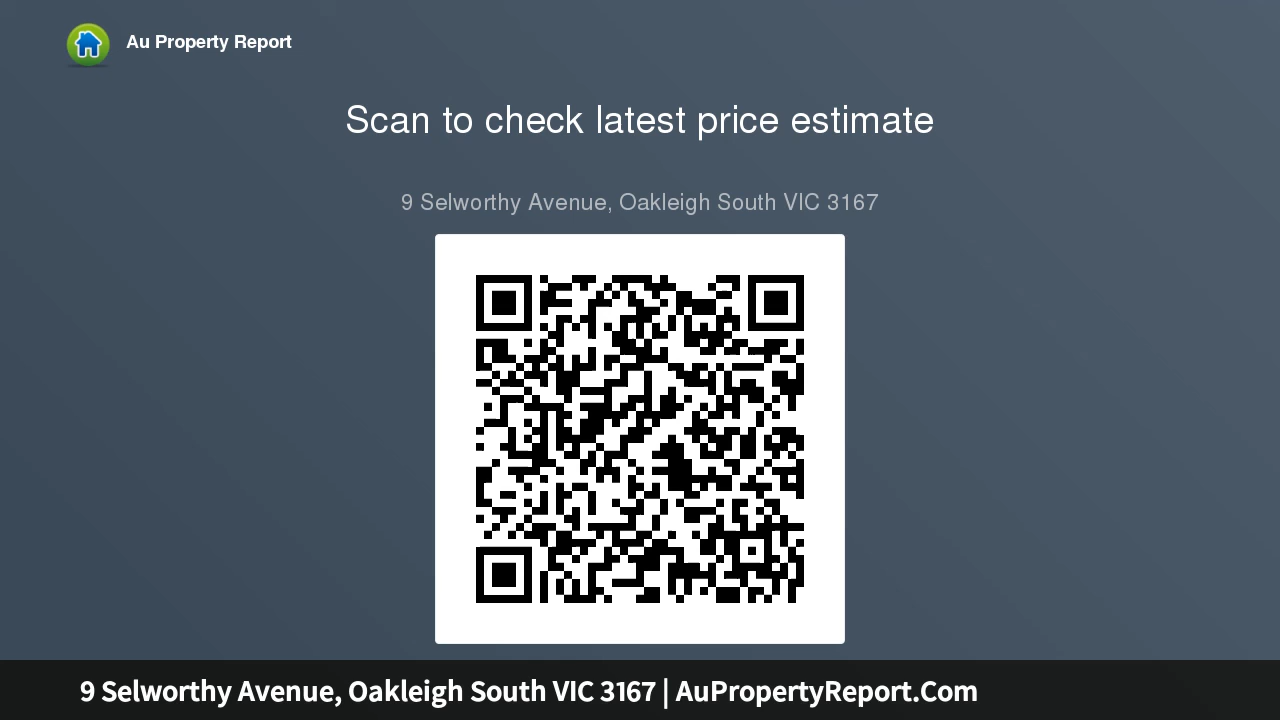 Au Property Report
Scan to check latest price estimate
9 Selworthy Avenue, Oakleigh South VIC 3167
9 Selworthy Avenue, Oakleigh South VIC 3167 | AuPropertyReport.Com